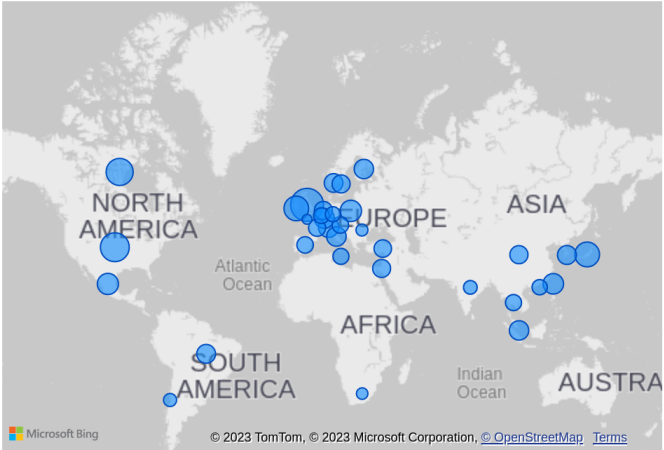 NORTH
AMERICA
EUROPE
ASIA
Atlantic
Ocean
AFRICA
SOUTH
AMERICA
Indian
Ocean
AUSTRA
Microsoft Bing
© 2023 TomTom, © 2023 Microsoft Corporation, © OpenStreetMap Terms